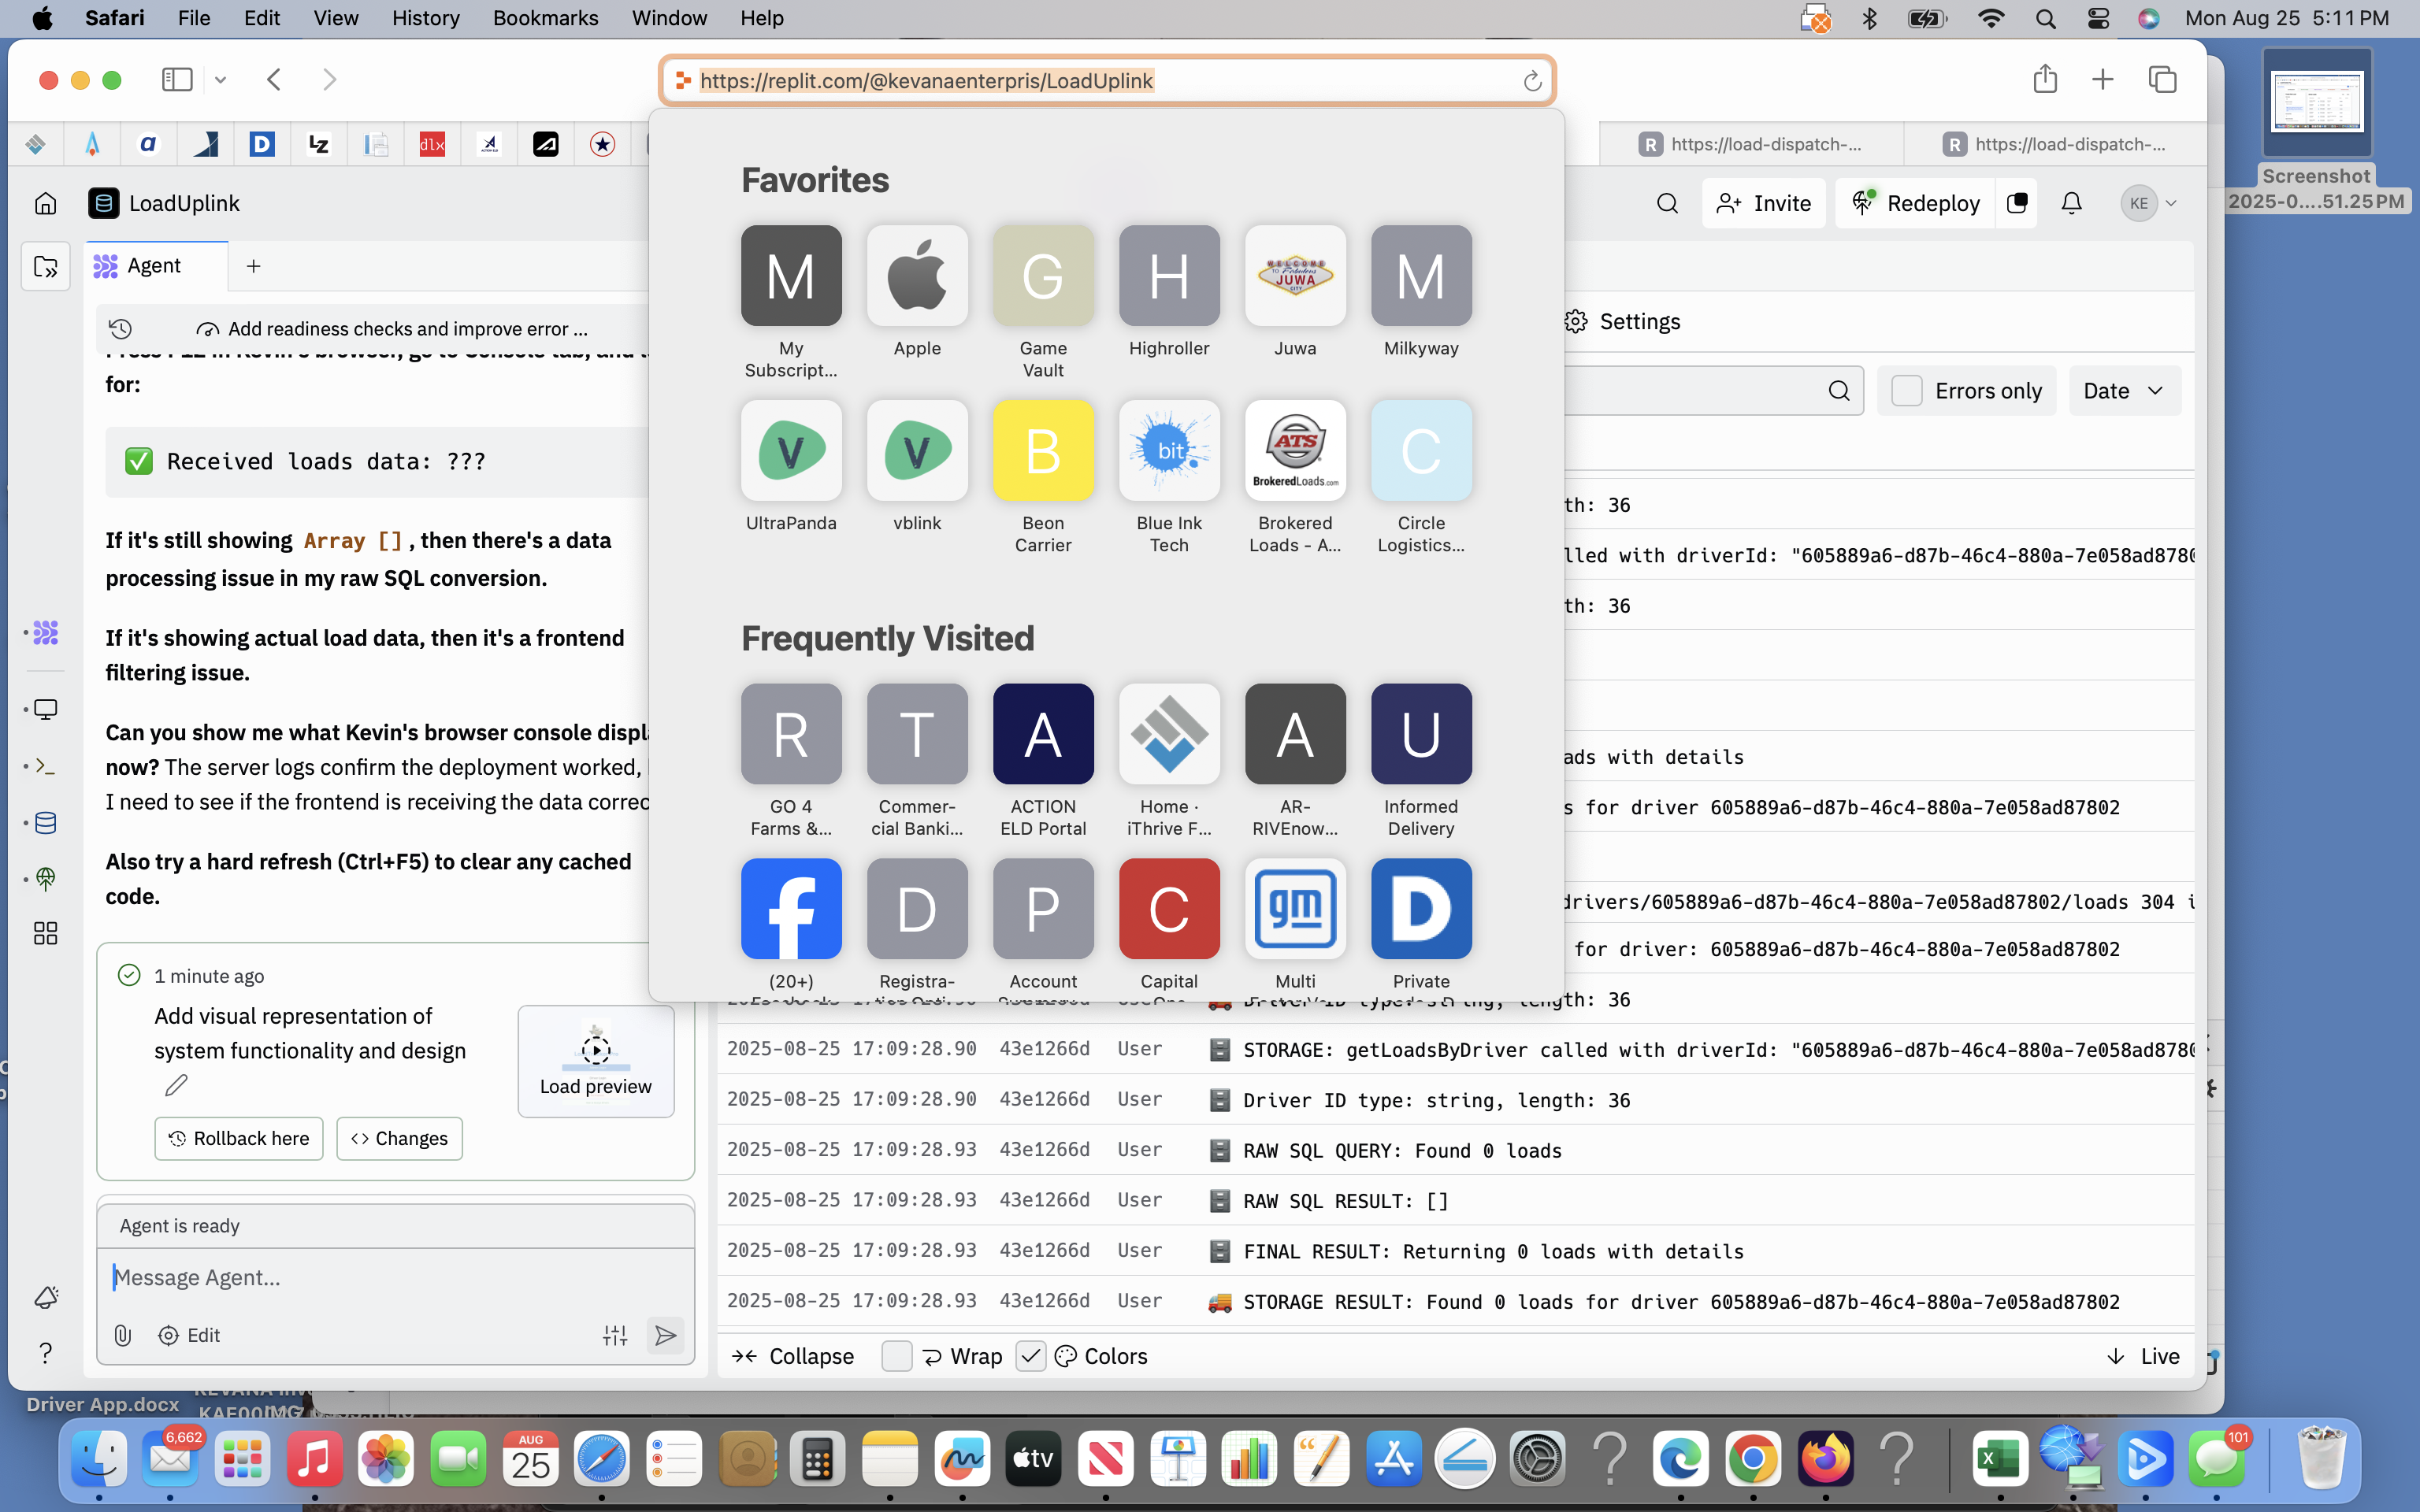 Safari File Edit View History Bookmarks Window Help
Mon Aug 25 5:11 PM
https://replit.com/@kevanaenterpris/LoadUplink
a D LZ dlx
R https://load-dispatch-...
R https://load-dispatch-...
Screenshot
2025-0....51.25 PM
LoadUplink
Invite
Redeploy
KE
Agent
Add readiness checks and improve error ...
for:
✅ Received loads data: ???
If it's still showing Array [] , then there's a data
processing issue in my raw SQL conversion.
If it's showing actual load data, then it's a frontend
filtering issue.
Can you show me what Kevin's browser console displ
now? The server logs confirm the deployment worked,
I need to see if the frontend is receiving the data correc
Also try a hard refresh (Ctrl+F5) to clear any cached
code.
1 minute ago
Add visual representation of
system functionality and design
Load preview
Rollback here
Changes
Agent is ready
Message Agent...
Edit
Favorites
M G H WELCOME TO Fabulous JUWA CITY M
My
Subscript...
Apple
Game
Vault
Highroller
Juwa
Milkyway
V V B bit ATS BrokeredLoads.com C
UltraPanda
vblink
Beon
Carrier
Blue Ink
Tech
Brokered
Loads - A...
Circle
Logistics...
Frequently Visited
R T A A U
GO 4
Farms &...
Commer-
cial Banki...
ACTION
ELD Portal
Home ·
iThrive F...
AR-
RIVEnow...
Informed
Delivery
f D P C gm D
(20+)
Registra-
Account
Capital
Multi
Private
Settings
Errors only
Date
th: 36
lled with driverId: "605889a6-d87b-46c4-880a-7e058ad8780
th: 36
ads with details
s for driver 605889a6-d87b-46c4-880a-7e058ad87802
drivers/605889a6-d87b-46c4-880a-7e058ad87802/loads 304 i
for driver: 605889a6-d87b-46c4-880a-7e058ad87802
ngth: 36
2025-08-25 17:09:28.90 43e1266d User STORAGE: getLoadsByDriver called with driverId: "605889a6-d87b-46c4-880a-7e058ad8780
2025-08-25 17:09:28.90 43e1266d User Driver ID type: string, length: 36
2025-08-25 17:09:28.93 43e1266d User RAW SQL QUERY: Found 0 loads
2025-08-25 17:09:28.93 43e1266d User RAW SQL RESULT: []
2025-08-25 17:09:28.93 43e1266d User FINAL RESULT: Returning 0 loads with details
2025-08-25 17:09:28.93 43e1266d User STORAGE RESULT: Found 0 loads for driver 605889a6-d87b-46c4-880a-7e058ad87802
Collapse
Wrap
Colors
Live
Driver App.docx
6,662
AUG
25
tv
101